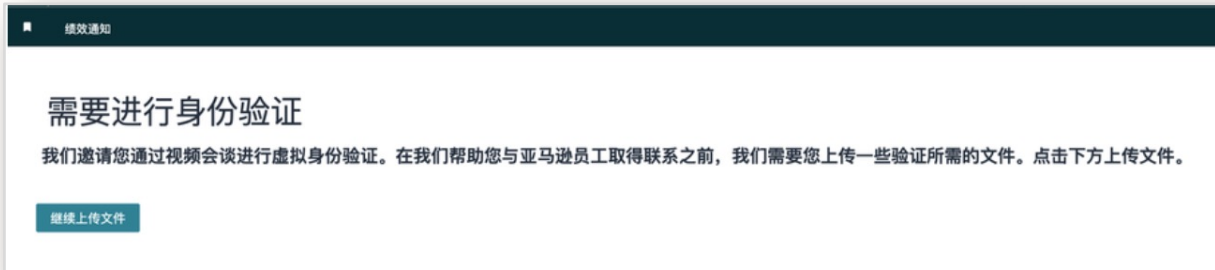 绩效通知
需要进行身份验证
我们邀请您通过视频会谈进行虚拟身份验证。在我们帮助您与亚马逊员工取得联系之前，我们需要您上传一些验证所需的文件。点击下方上传文件。
继续上传文件